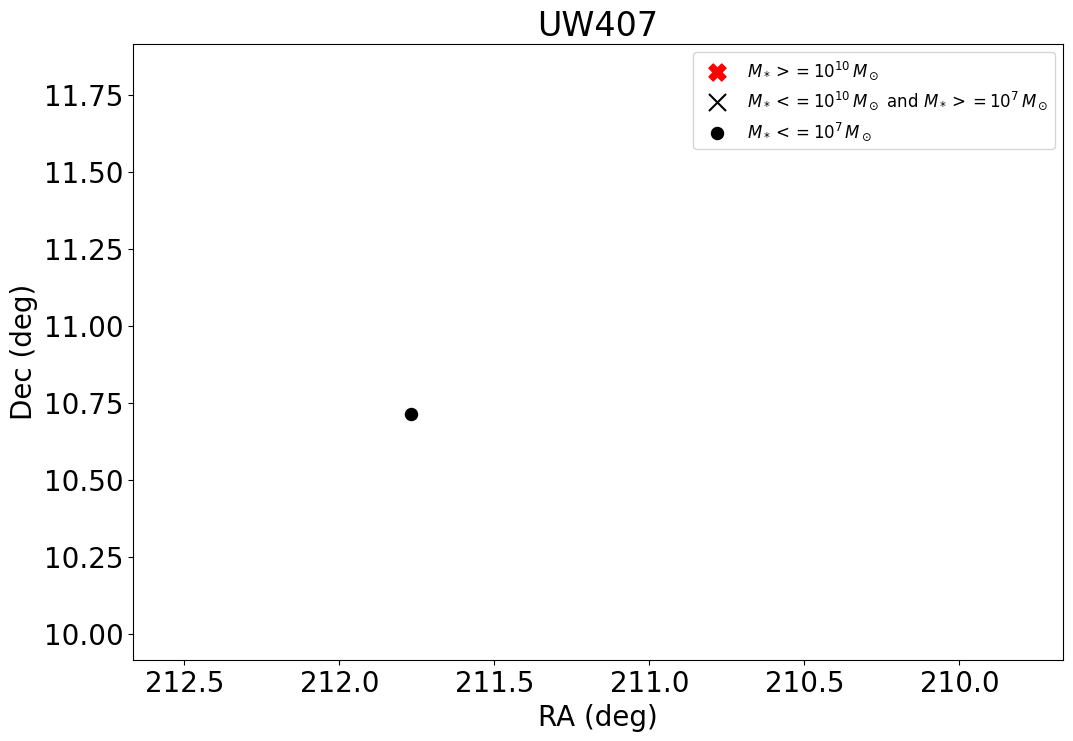 UW407
M* >= 10^10 M⊙
M* <= 10^10 M⊙ and M* >= 10^7 M⊙
M* <= 10^7 M⊙
11.75
11.50
11.25
11.00
10.75
10.50
10.25
10.00
Dec (deg)
212.5 212.0 211.5 211.0 210.5 210.0
RA (deg)